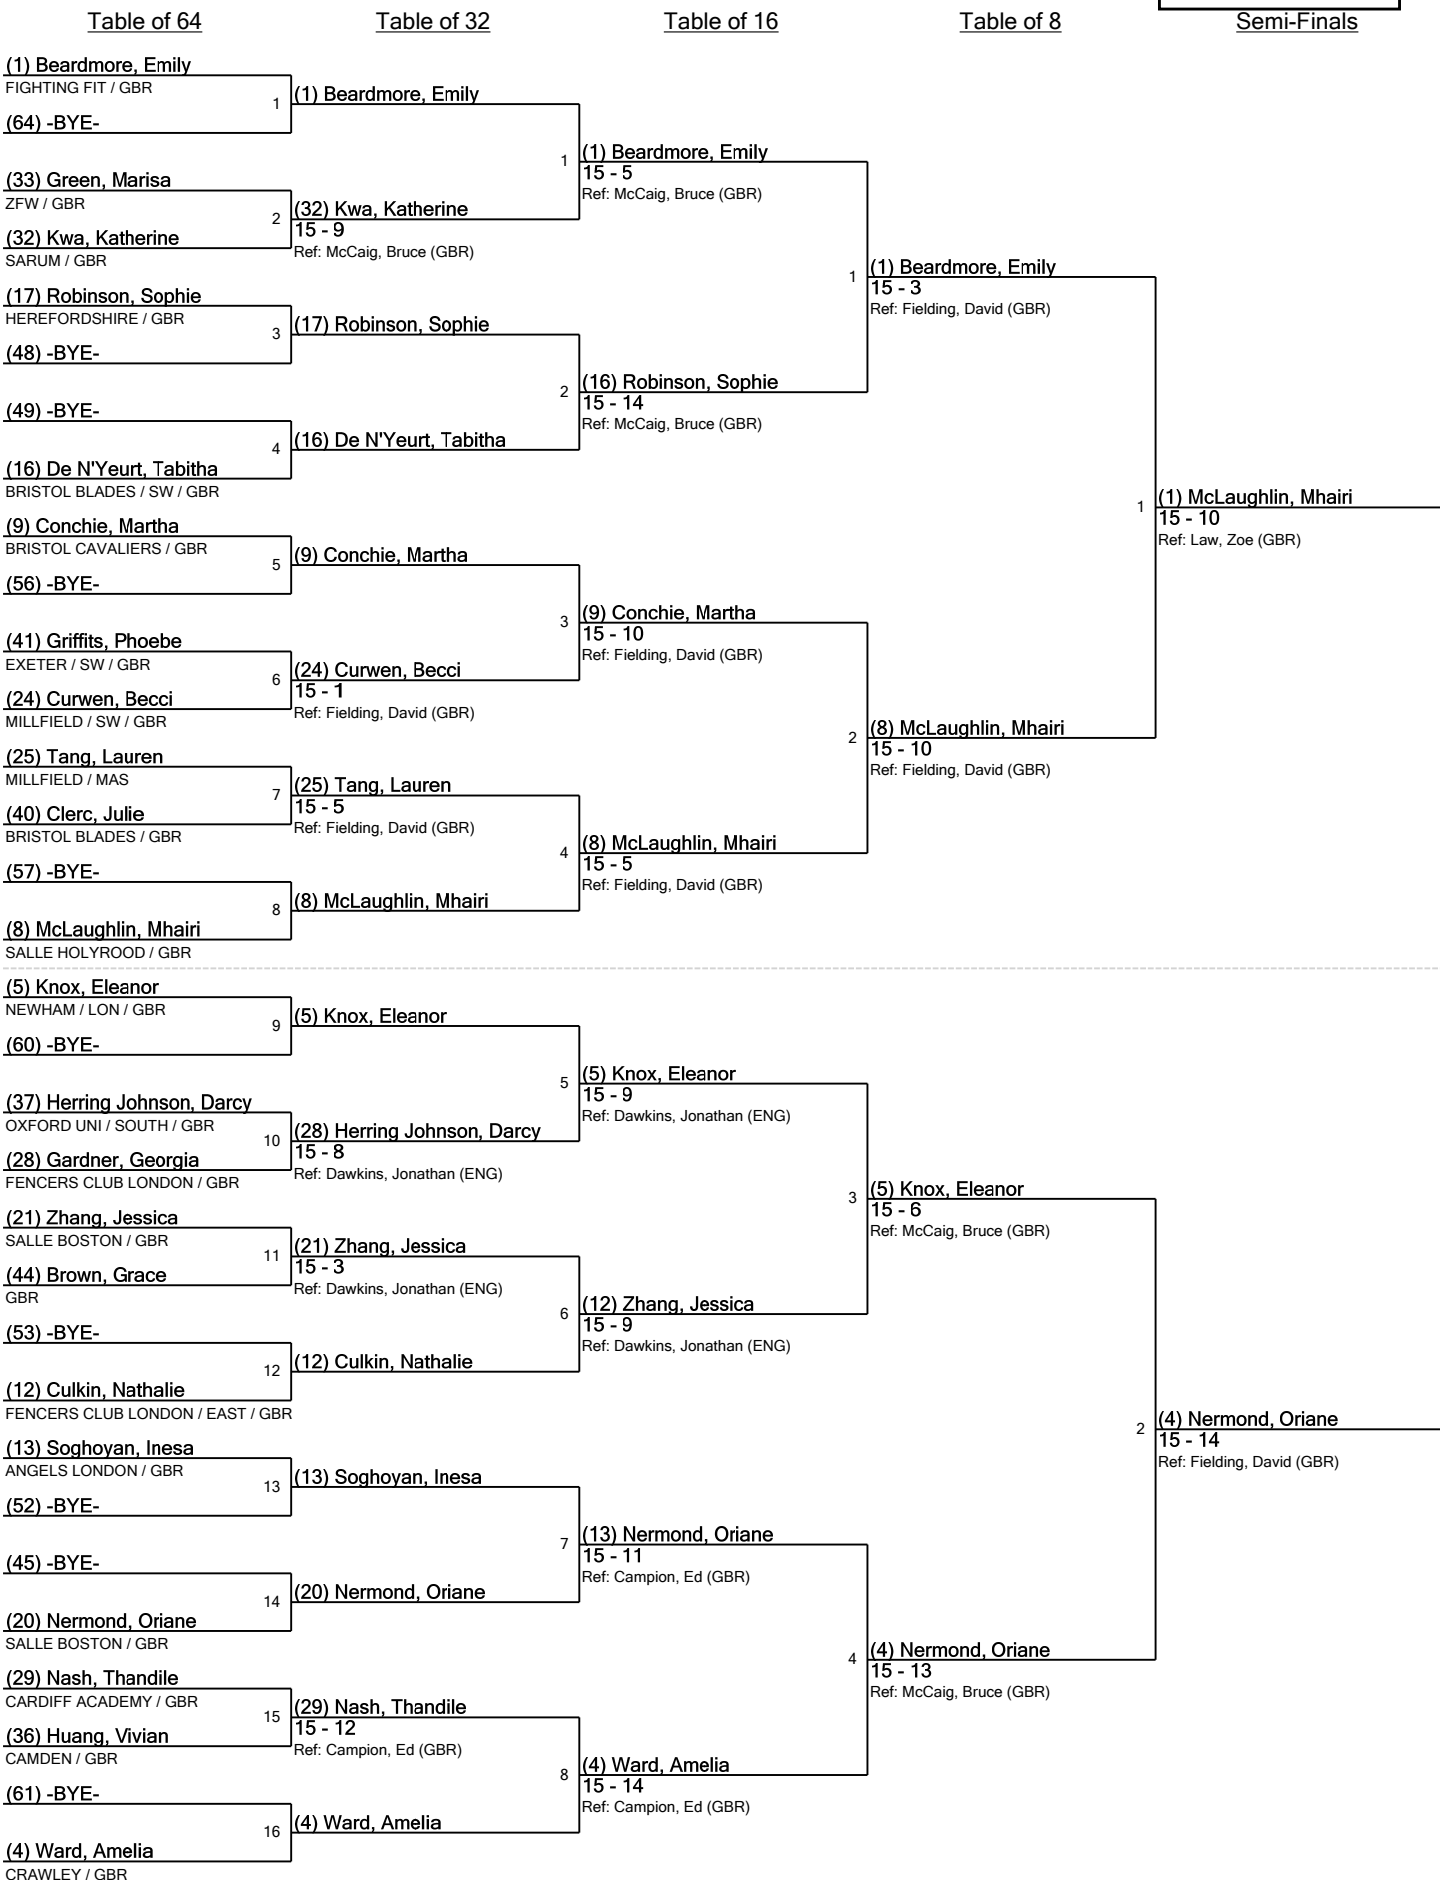 Table of 64
Table of 32
Table of 16
Table of 8
Semi-Finals
(1) Beardmore, Emily
FIGHTING FIT / GBR
1
(64) -BYE-
(33) Green, Marisa
ZFW / GBR
2
(32) Kwa, Katherine
SARUM / GBR
(17) Robinson, Sophie
HEREFORDSHIRE / GBR
3
(48) -BYE-
(49) -BYE-
4
(16) De N'Yeurt, Tabitha
BRISTOL BLADES / SW / GBR
(9) Conchie, Martha
BRISTOL CAVALIERS / GBR
5
(56) -BYE-
(41) Griffits, Phoebe
EXETER / SW / GBR
6
(24) Curwen, Becci
MILLFIELD / SW / GBR
(25) Tang, Lauren
MILLFIELD / MAS
7
(40) Clerc, Julie
BRISTOL BLADES / GBR
(57) -BYE-
8
(8) McLaughlin, Mhairi
SALLE HOLYROOD / GBR
(5) Knox, Eleanor
NEWHAM / LON / GBR
9
(60) -BYE-
(37) Herring Johnson, Darcy
OXFORD UNI / SOUTH / GBR
10
(28) Gardner, Georgia
FENCERS CLUB LONDON / GBR
(21) Zhang, Jessica
SALLE BOSTON / GBR
11
(44) Brown, Grace
GBR
(53) -BYE-
12
(12) Culkin, Nathalie
FENCERS CLUB LONDON / EAST / GBR
(13) Soghoyan, Inesa
ANGELS LONDON / GBR
13
(52) -BYE-
(45) -BYE-
14
(20) Nermond, Oriane
SALLE BOSTON / GBR
(29) Nash, Thandile
CARDIFF ACADEMY / GBR
15
(36) Huang, Vivian
CAMDEN / GBR
(61) -BYE-
16
(4) Ward, Amelia
CRAWLEY / GBR
(1) Beardmore, Emily
1
(32) Kwa, Katherine
15 - 9
Ref: McCaig, Bruce (GBR)
(17) Robinson, Sophie
2
(16) De N'Yeurt, Tabitha
(9) Conchie, Martha
3
(24) Curwen, Becci
15 - 1
Ref: Fielding, David (GBR)
(25) Tang, Lauren
15 - 5
Ref: Fielding, David (GBR)
4
(8) McLaughlin, Mhairi
(5) Knox, Eleanor
5
(28) Herring Johnson, Darcy
15 - 8
Ref: Dawkins, Jonathan (ENG)
(21) Zhang, Jessica
15 - 3
Ref: Dawkins, Jonathan (ENG)
6
(12) Culkin, Nathalie
(13) Soghoyan, Inesa
7
(20) Nermond, Oriane
(29) Nash, Thandile
15 - 12
Ref: Campion, Ed (GBR)
8
(4) Ward, Amelia
(1) Beardmore, Emily
15 - 5
Ref: McCaig, Bruce (GBR)
1
(16) Robinson, Sophie
15 - 14
Ref: McCaig, Bruce (GBR)
(9) Conchie, Martha
15 - 10
Ref: Fielding, David (GBR)
2
(8) McLaughlin, Mhairi
15 - 5
Ref: Fielding, David (GBR)
(5) Knox, Eleanor
15 - 9
Ref: Dawkins, Jonathan (ENG)
3
(12) Zhang, Jessica
15 - 9
Ref: Dawkins, Jonathan (ENG)
(13) Nermond, Oriane
15 - 11
Ref: Campion, Ed (GBR)
4
(4) Ward, Amelia
15 - 14
Ref: Campion, Ed (GBR)
(1) Beardmore, Emily
15 - 3
Ref: Fielding, David (GBR)
1
(8) McLaughlin, Mhairi
15 - 10
Ref: Fielding, David (GBR)
(5) Knox, Eleanor
15 - 6
Ref: McCaig, Bruce (GBR)
2
(4) Nermond, Oriane
15 - 13
Ref: McCaig, Bruce (GBR)
(1) McLaughlin, Mhairi
15 - 10
Ref: Law, Zoe (GBR)
(4) Nermond, Oriane
15 - 14
Ref: Fielding, David (GBR)